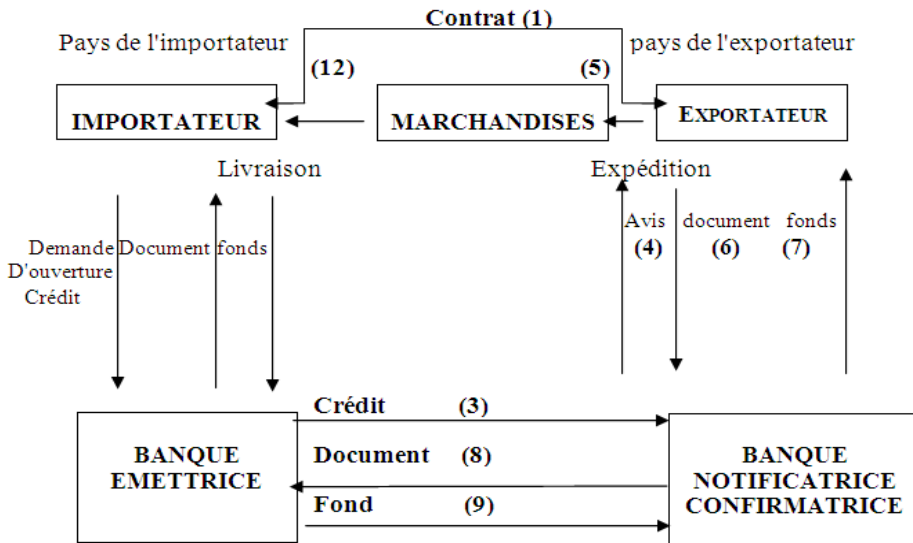 Contrat (1)
Pays de l'importateur
pays de l'exportateur
(12)
(5)
IMPORTATEUR
MARCHANDISES
EXPORTATEUR
Livraison
Expédition
Avis document fonds
(4) (6) (7)
Demande Document fonds
D'ouverture
Crédit
Crédit (3)
Document (8)
Fond (9)
BANQUE
EMETTRICE
BANQUE
NOTIFICATRICE
CONFIRMATRICE